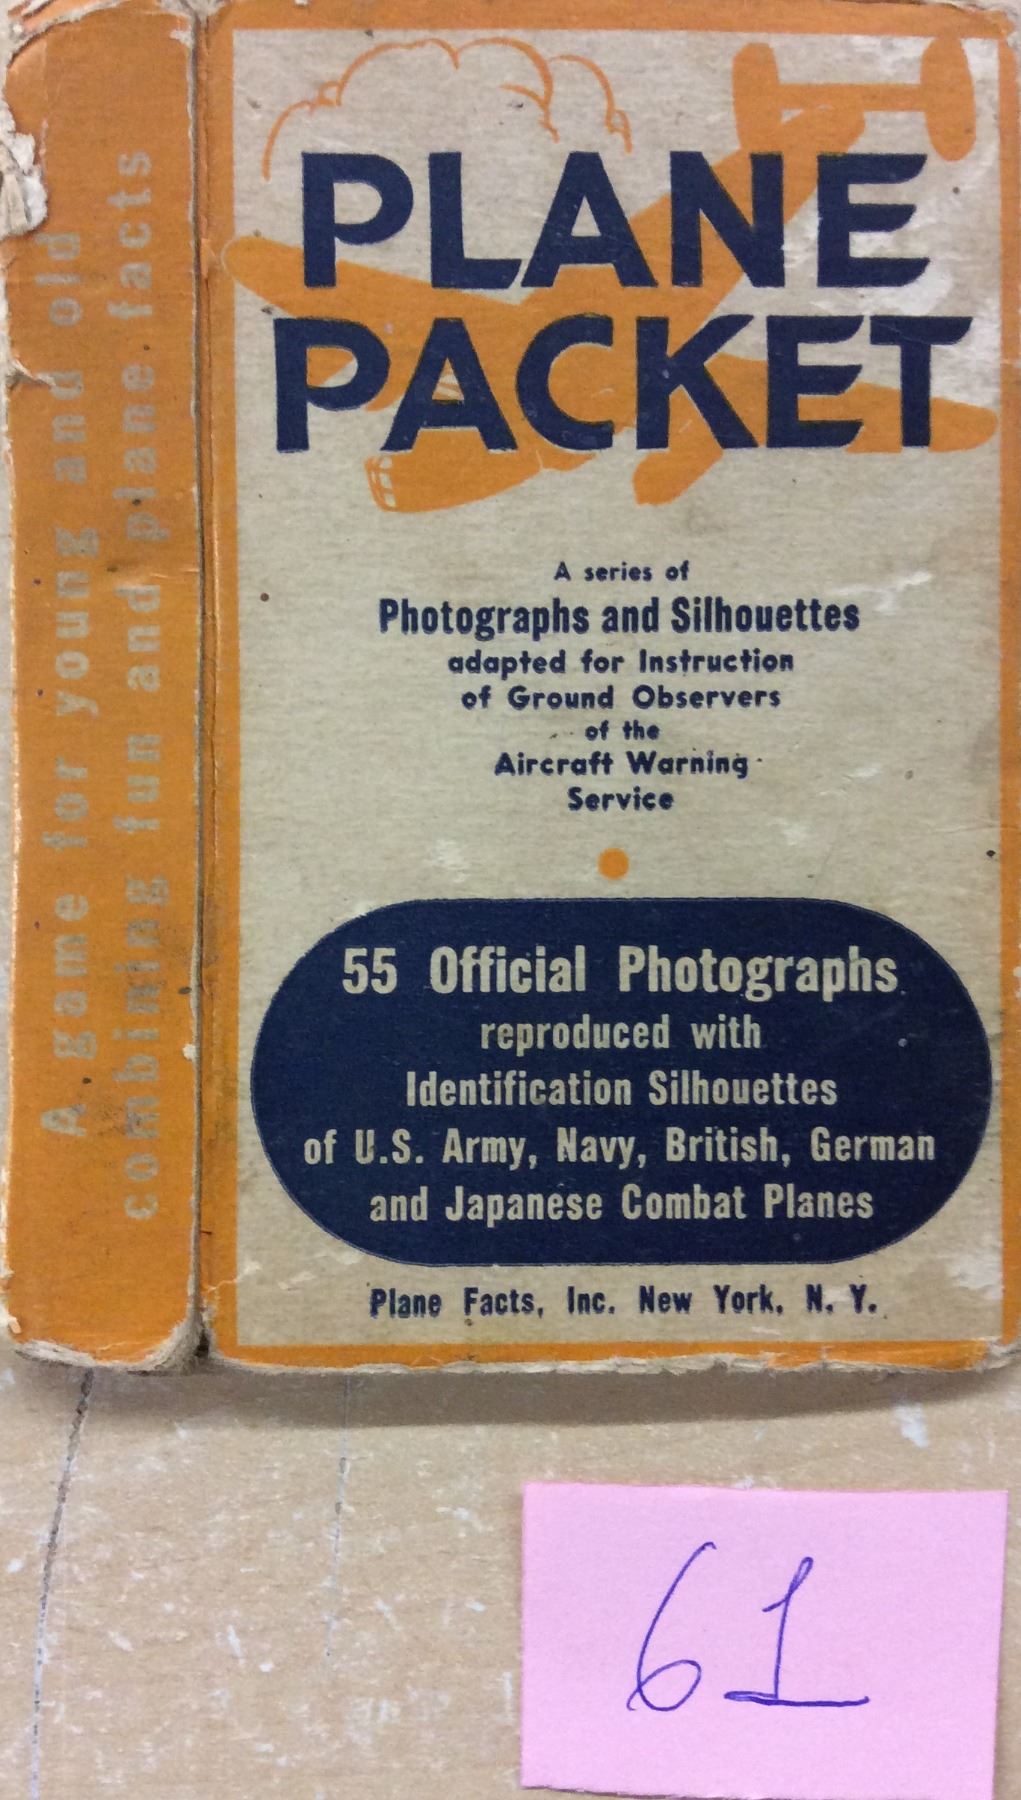 A game for young and old
combining fun and plane facts
PLANE
PACKET
A series of
Photographs and Silhouettes
adapted for Instruction
of Ground Observers
of the
Aircraft Warning
Service
55 Official Photographs
reproduced with
Identification Silhouettes
of U.S. Army, Navy, British, German
and Japanese Combat Planes
Plane Facts, Inc. New York, N. Y.
61